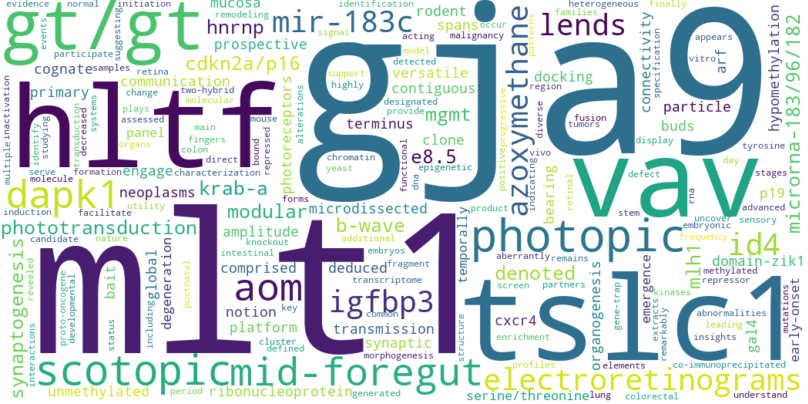 evidence normal initiation
gt/gt
mucosa
remodeling
identification
rodent
heterogeneous finally
families
occur
events
suggesting
hnrnp
mir-183c
spans
signal
acting
malignancy
lends
appears
participate
samples
cognate
prospective
model
detected
patterns
vitro
arf
specification
connectivity
hypomethylation
microrna-183/96/182
multiple
inactivation
hltf
retina
cdkn2a/p16
communication
primary
plays
two-hybrid
molecular
photoreceptors
alterations
support
highly
versatile
contiguous
designated
provide
mgmt
terminus
gj
azoxymethane
docking
region
a9
particle
buds
studying
identify
transduction
decreased
systems
assessed
mouse
repressed
panel
organs
main
fingers
colon
direct
bound
characterization
chromatin
yeast
functional
epigenetic
dna
clone
e8.5
positive
progressive
indicating
diverse
vivo
fusion
tumors
bearing
display
tyrosine
molecule
serve
formation
engage
forms
neoplasms
krab-a
retinal
defect
day
p19
stages
advanced
dapk1
induction
facilitate
utility
modular
microdissected
product
vav
stem
rna
uncover
embryonic
sensory
phototransduction
amplitude
b-wave
temporally
photopic
aberrantly
remains
frequency
id4
candidate
nature
knockout
intestinal
additional
embryos
fragment
transcriptome
screen
partners
denoted
mlh1
methylated
repressor
domain-zik1
synaptogenesis
revealed
proto-oncogene
developmental
bait
including
global
degeneration
postnatal
comprised
deduced
mlt1
aom
igfbp3
enrichment
organogenesis
gene-trap
emergence
extracts
remarkably
kinases
abnormalities
leading
gal4
insights
early-onset
mutations
notion
key
common
transmission
platform
cluster
defined
synaptic
morphogenesis
structure
cxcr4
tslc1
status
interactions
scotopic
mid-foregut
profiles
elements
co-immunoprecipitated
electroretinograms
unmethylated
period
ribonucleoprotein
generated
serine/threonine
lung
colorectal
understand